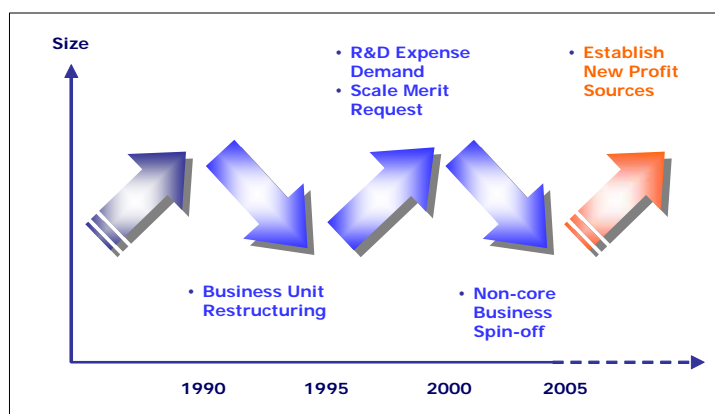 Size
• R&D Expense
Demand
• Scale Merit
Request
• Establish
New Profit
Sources
• Business Unit
Restructuring
• Non-core
Business
Spin-off
1990
1995
2000
2005